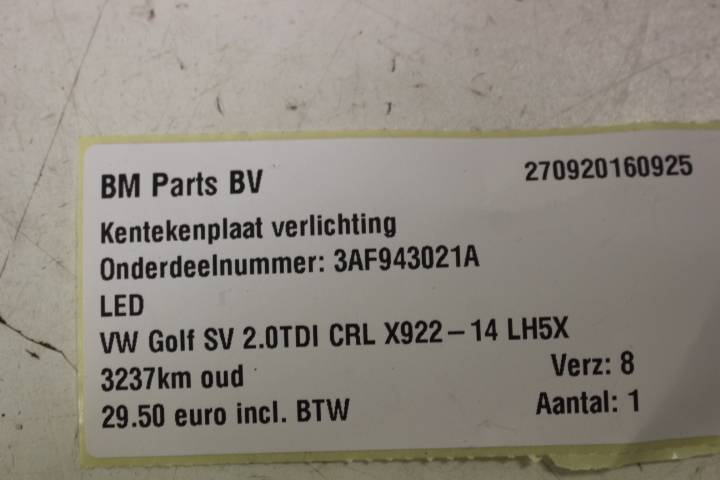 BM Parts BV 270920160925
Kentekenplaat verlichting
Onderdeelnummer: 3AF943021A
LED
VW Golf SV 2.0TDI CRL X922-14 LH5X
3237km oud Verz: 8
29.50 euro incl. BTW Aantal: 1